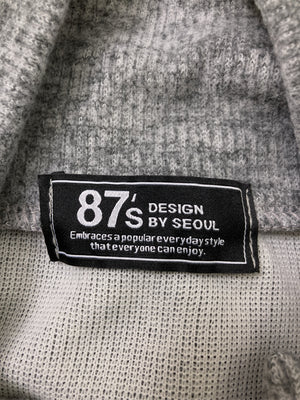 87's DESIGN
BY SEOUL
Embraces a popular everyday style
that everyone can enjoy.